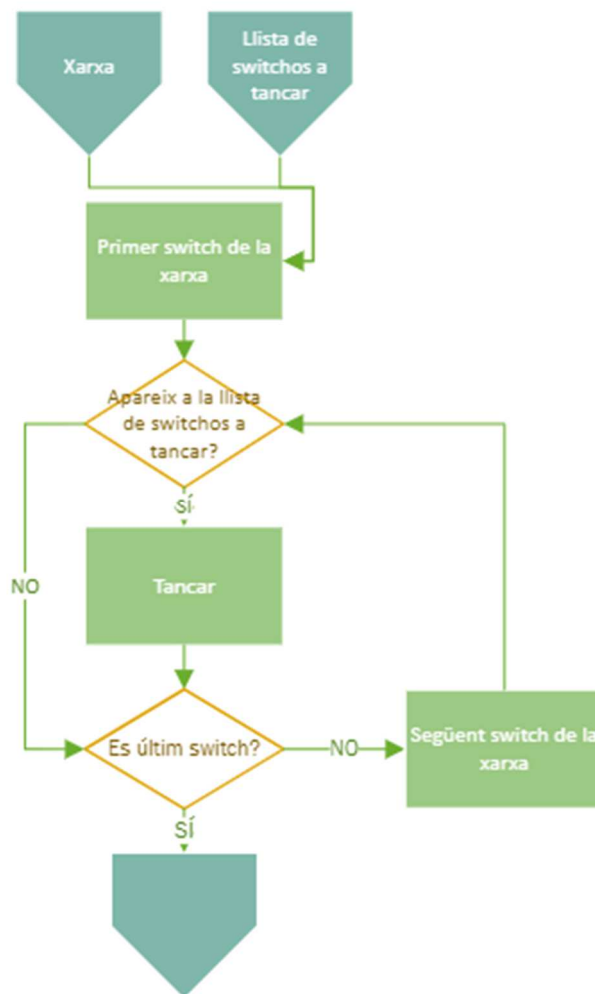 Xarxa
Llista de
switchos a
tancar
Primer switch de la
xarxa
Apareix a la llista
de switchos a
tancar?
SÍ
NO
Tancar
Es últim switch?
NO
Següent switch de la
xarxa
SÍ